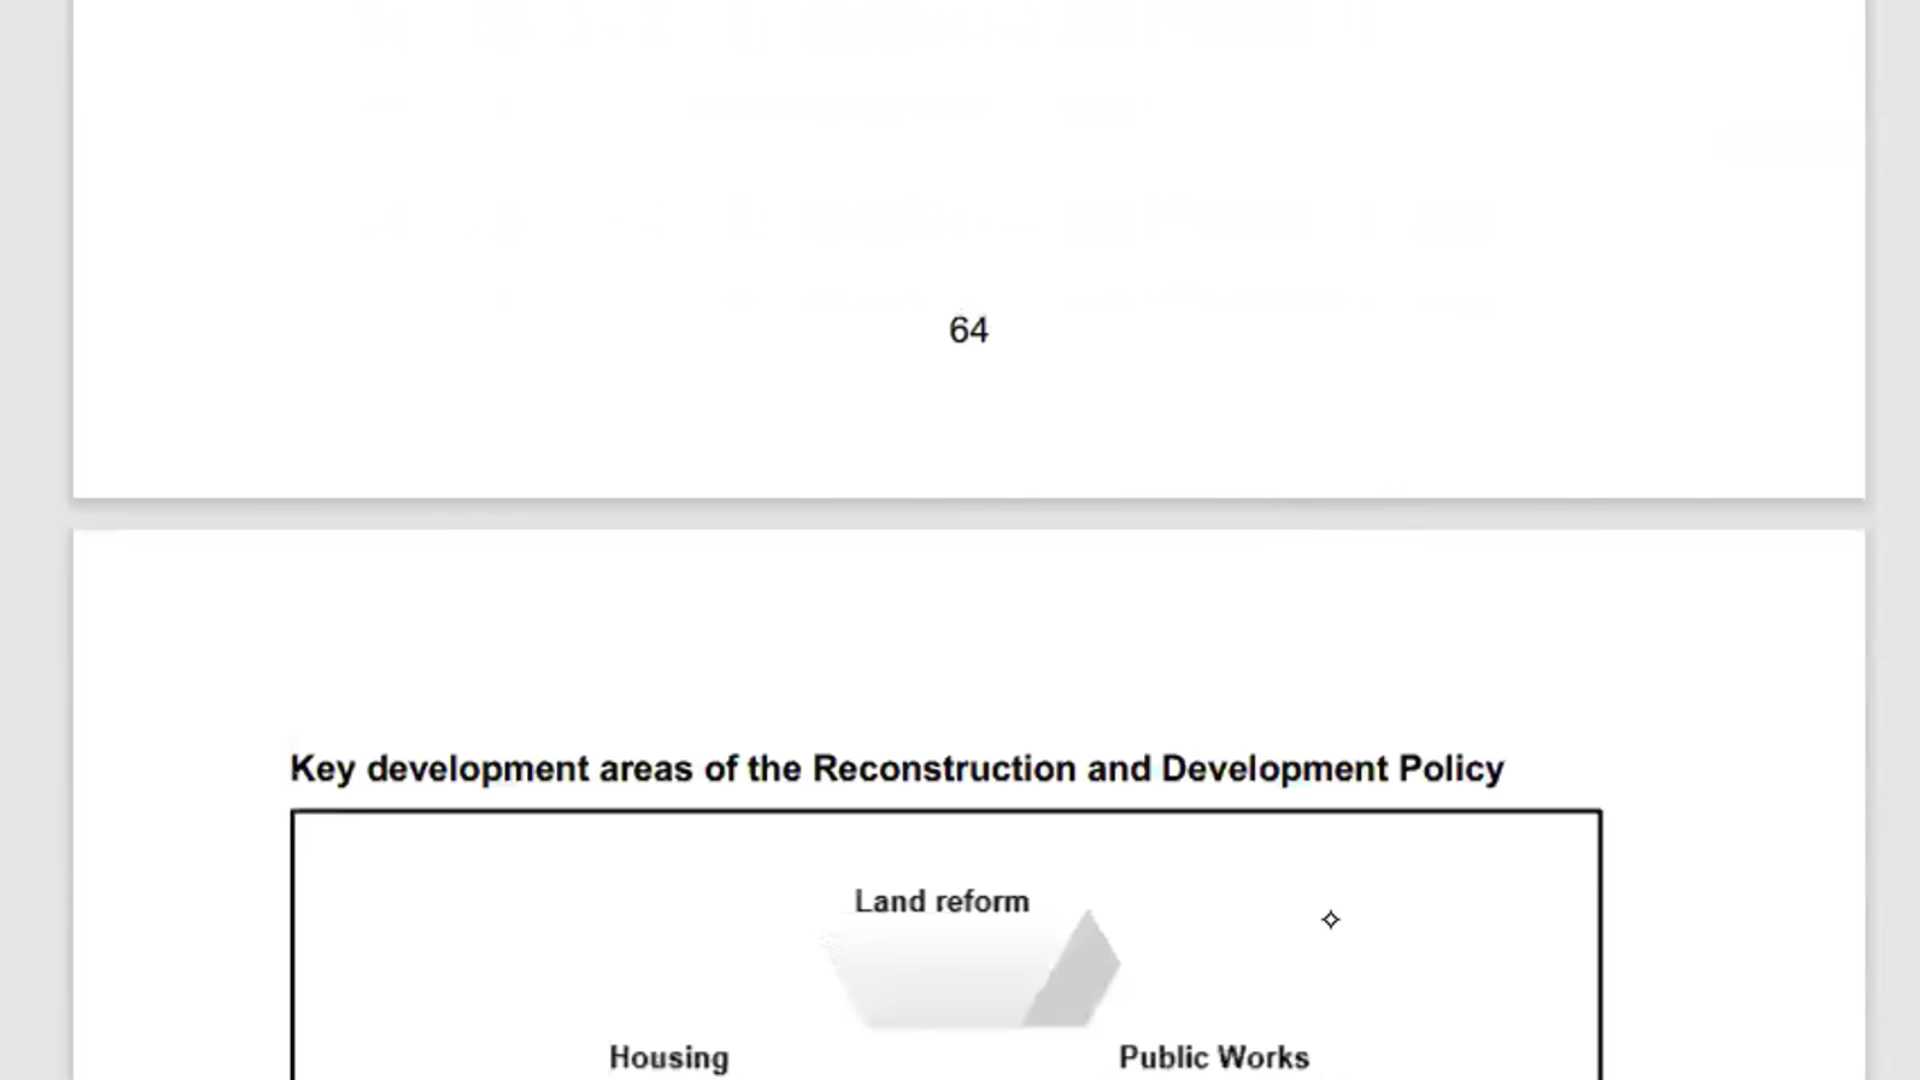 64
Key development areas of the Reconstruction and Development Policy
Land reform
Housing
Public Works